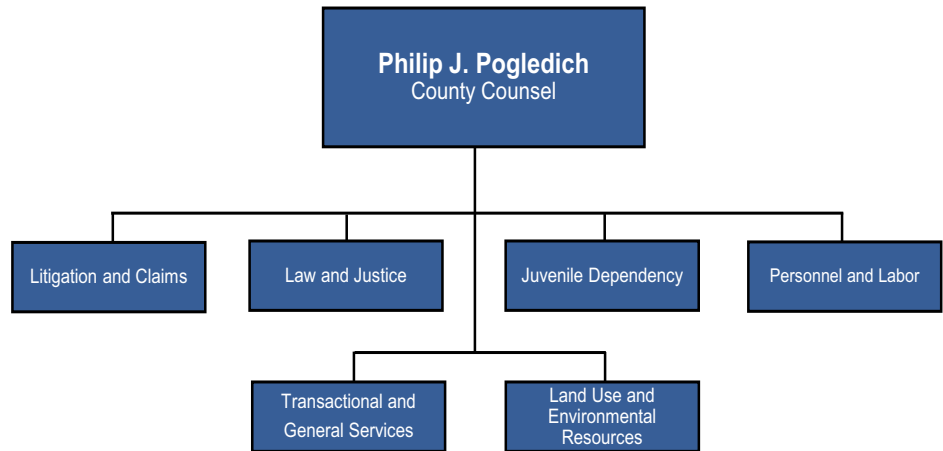 Philip J. Pogledich
County Counsel
Litigation and Claims
Law and Justice
Juvenile Dependency
Personnel and Labor
Transactional and
General Services
Land Use and
Environmental
Resources